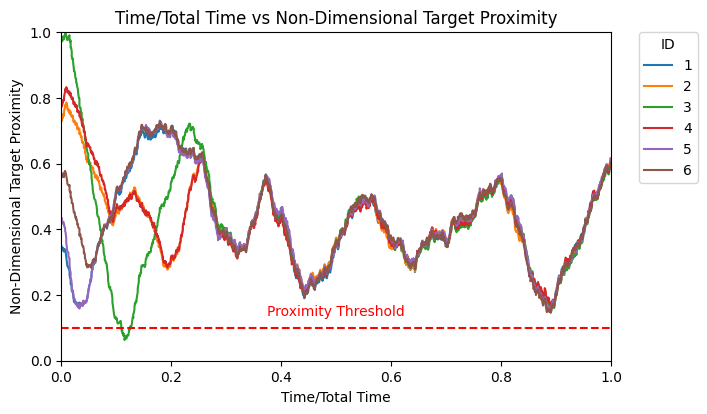 Time/Total Time vs Non-Dimensional Target Proximity
Non-Dimensional Target Proximity
1.0
0.8
0.6
0.4
0.2
0.0
Proximity Threshold
0.0 0.2 0.4 0.6 0.8 1.0
Time/Total Time
ID
1
2
3
4
5
6